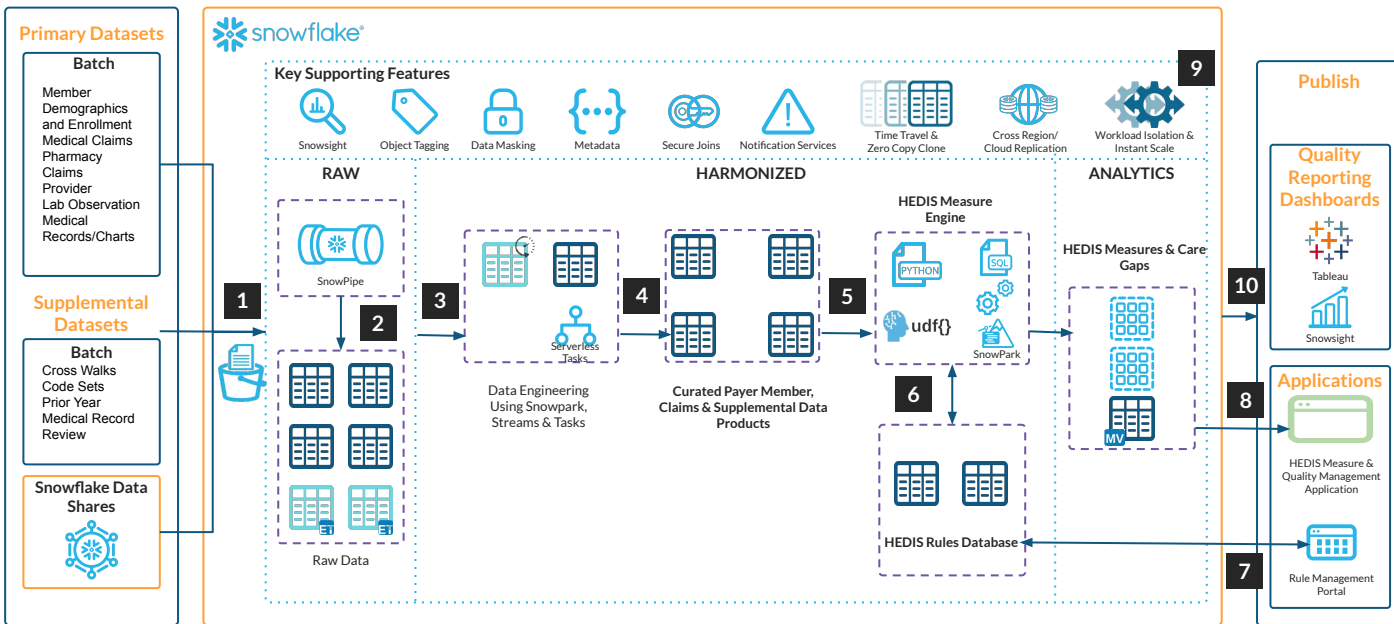 Primary Datasets
Batch
Member
Demographics
and Enrollment
Medical Claims
Pharmacy
Claims
Provider
Lab Observation
Medical
Records/Charts
Supplemental
Datasets
Batch
Cross Walks
Code Sets
Prior Year
Medical Record
Review
Snowflake Data
Shares
1
snowflake®
Key Supporting Features
9
Snowsight
Object Tagging
Data Masking
{•••}
Metadata
Secure Joins
Notification Services
Time Travel &
Zero Copy Clone
Cross Region/
Cloud Replication
Workload Isolation &
Instant Scale
RAW
SnowPipe
2
Raw Data
HARMONIZED
3
Serverless
Tasks
Data Engineering
Using Snowpark,
Streams & Tasks
4
Curated Payer Member,
Claims & Supplemental Data
Products
5
HEDIS Measure
Engine
PYTHON
SQL
udf{}
SnowPark
6
HEDIS Rules Database
ANALYTICS
HEDIS Measures & Care
Gaps
MV
10
8
7
Publish
Quality
Reporting
Dashboards
Tableau
Snowsight
Applications
HEDIS Measure &
Quality Management
Application
Rule Management
Portal